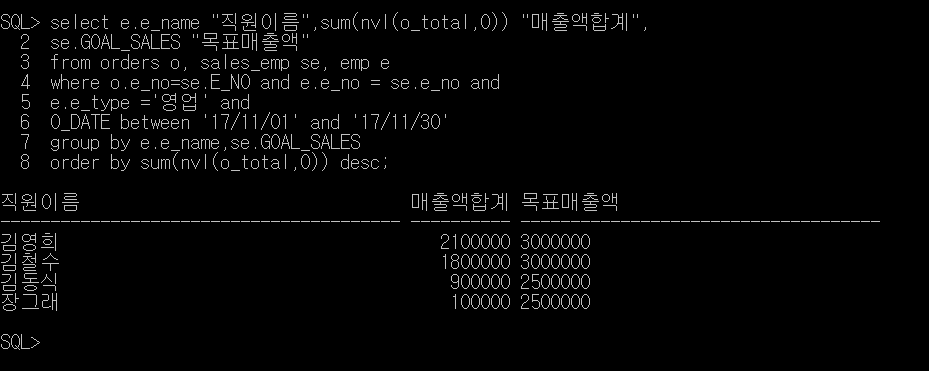 SQL> select e.e_name "직원이름",sum(nvl(o_total,0)) "매출액합계",
2 se.GOAL_SALES "목표매출액"
3 from orders o, sales_emp se, emp e
4 where o.e_no=se.E_NO and e.e_no = se.e_no and
5 e.e_type ='영업' and
6 O_DATE between '17/11/01' and '17/11/30'
7 group by e.e_name,se.GOAL_SALES
8 order by sum(nvl(o_total,0)) desc;
직원이름 매출액합계 목표매출액
---------------------------------------- ---------- ------------------------------------
김영희 2100000 3000000
김철수 1800000 3000000
김동식 900000 2500000
장그래 100000 2500000
SQL>